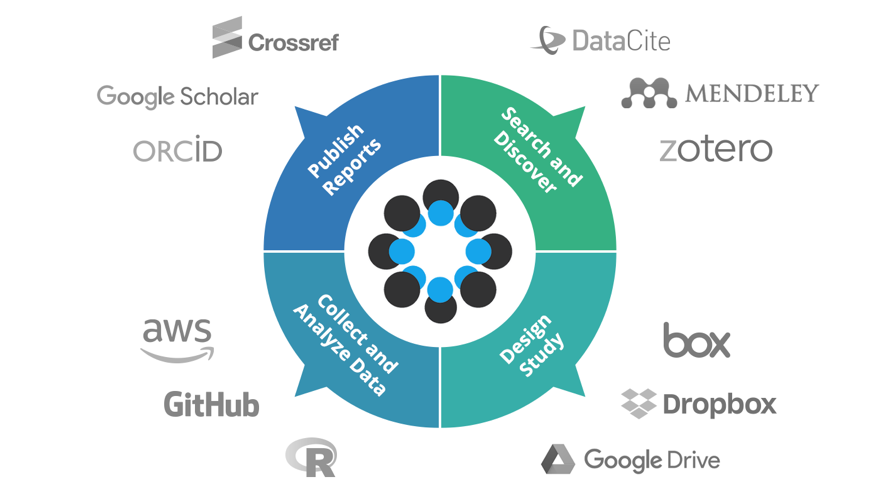 Crossref
DataCite
Google Scholar
MENDELEY
ORCiD
zotero
Publish
Reports
Search and
Discover
Collect and
Analyze Data
Design
Study
aws
box
GitHub
Dropbox
R
Google Drive